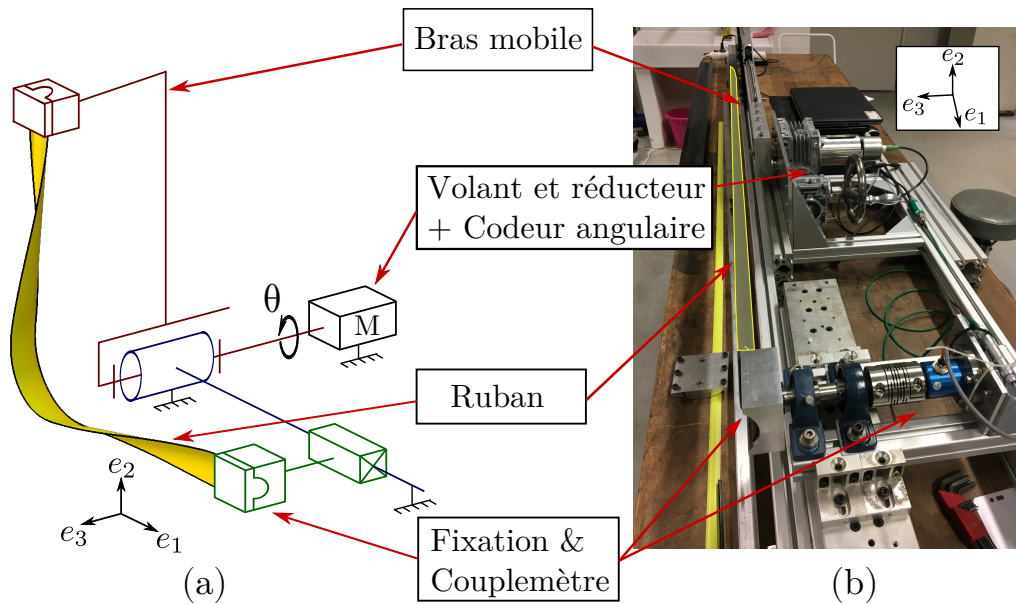 Bras mobile
Volant et réducteur
+ Codeur angulaire
θ
M
Ruban
e₂
e₃
e₁
e₂
e₃
e₁
Fixation &
Couplemètre
(a)
(b)